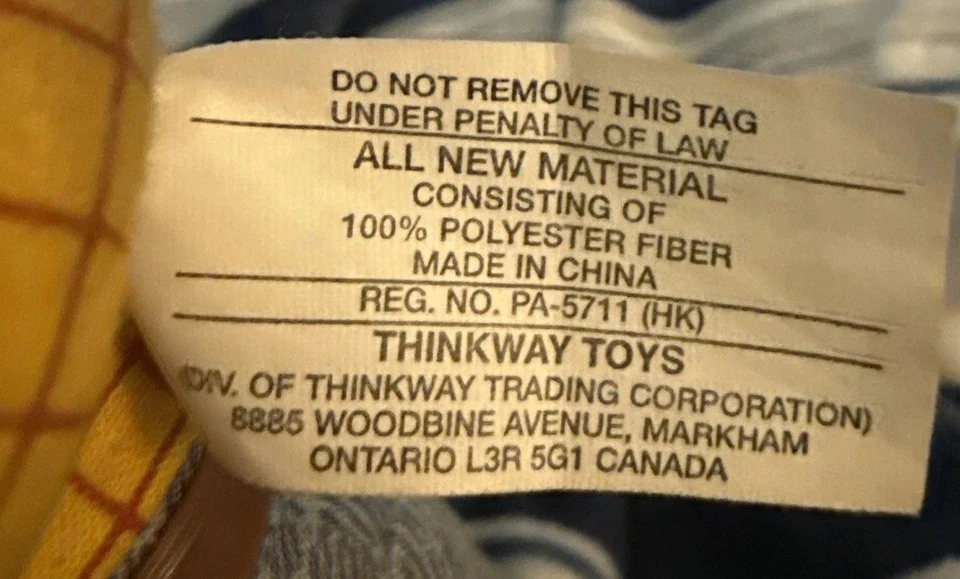 DO NOT REMOVE THIS TAG
UNDER PENALTY OF LAW
ALL NEW MATERIAL
CONSISTING OF
100% POLYESTER FIBER
MADE IN CHINA
REG. NO. PA-5711 (HK)
THINKWAY TOYS
(DIV. OF THINKWAY TRADING CORPORATION)
8885 WOODBINE AVENUE, MARKHAM
ONTARIO L3R 5G1 CANADA